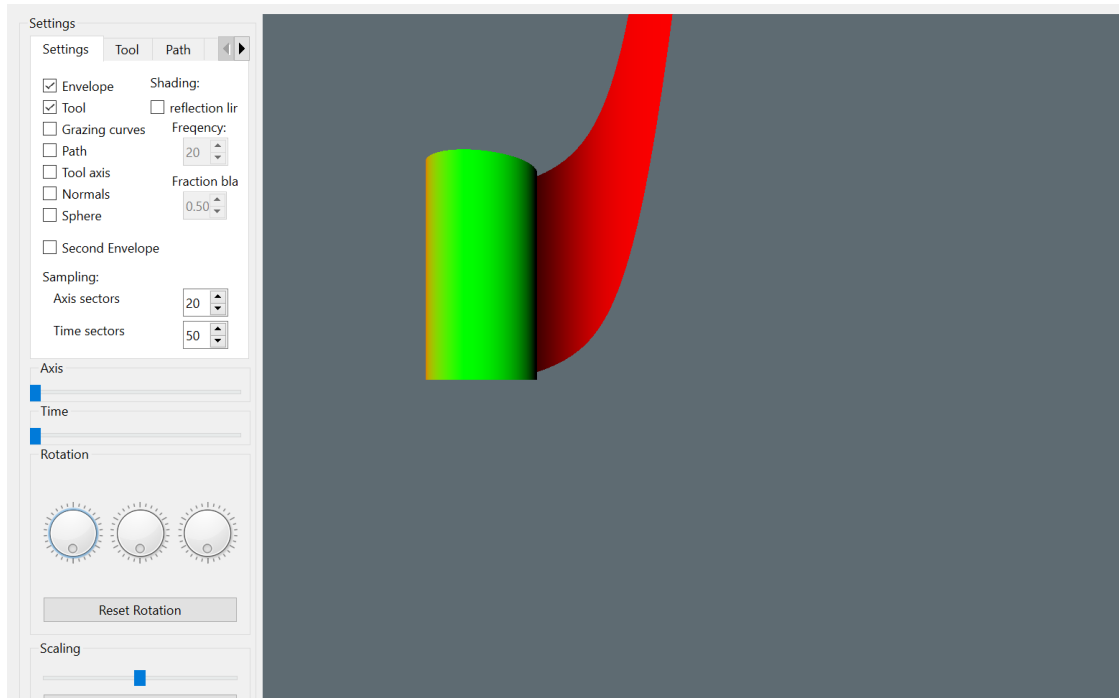 Settings
Settings Tool Path
Envelope Shading:
Tool reflection lir
Grazing curves Freqency:
Path 20
Tool axis Fraction bla
Normals 0.50
Sphere
Second Envelope
Sampling:
Axis sectors 20
Time sectors 50
Axis
Time
Rotation
Reset Rotation
Scaling